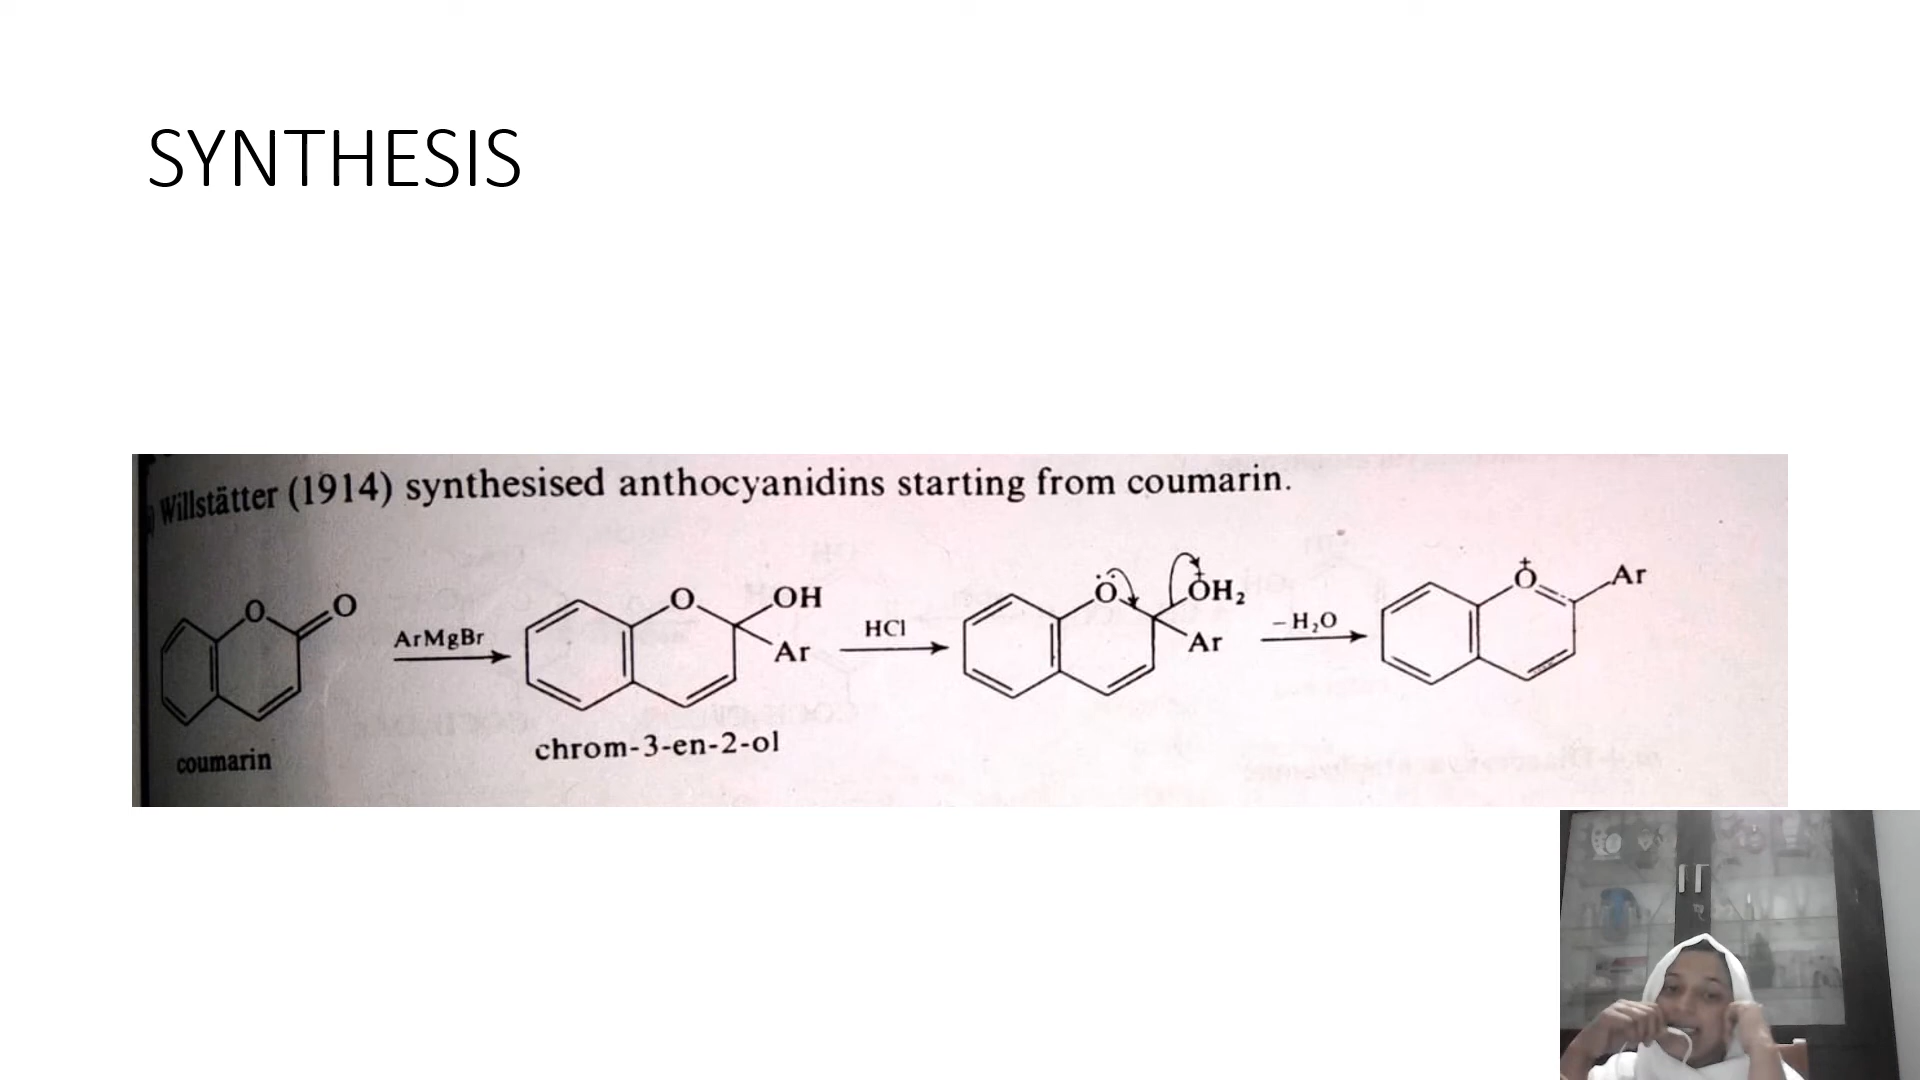 SYNTHESIS
Willstätter (1914) synthesised anthocyanidins starting from coumarin.
O O ArMgBr O OH Ar HCl Ö ȮH₂ Ar – H₂O Ȯ Ar
coumarin chrom-3-en-2-ol